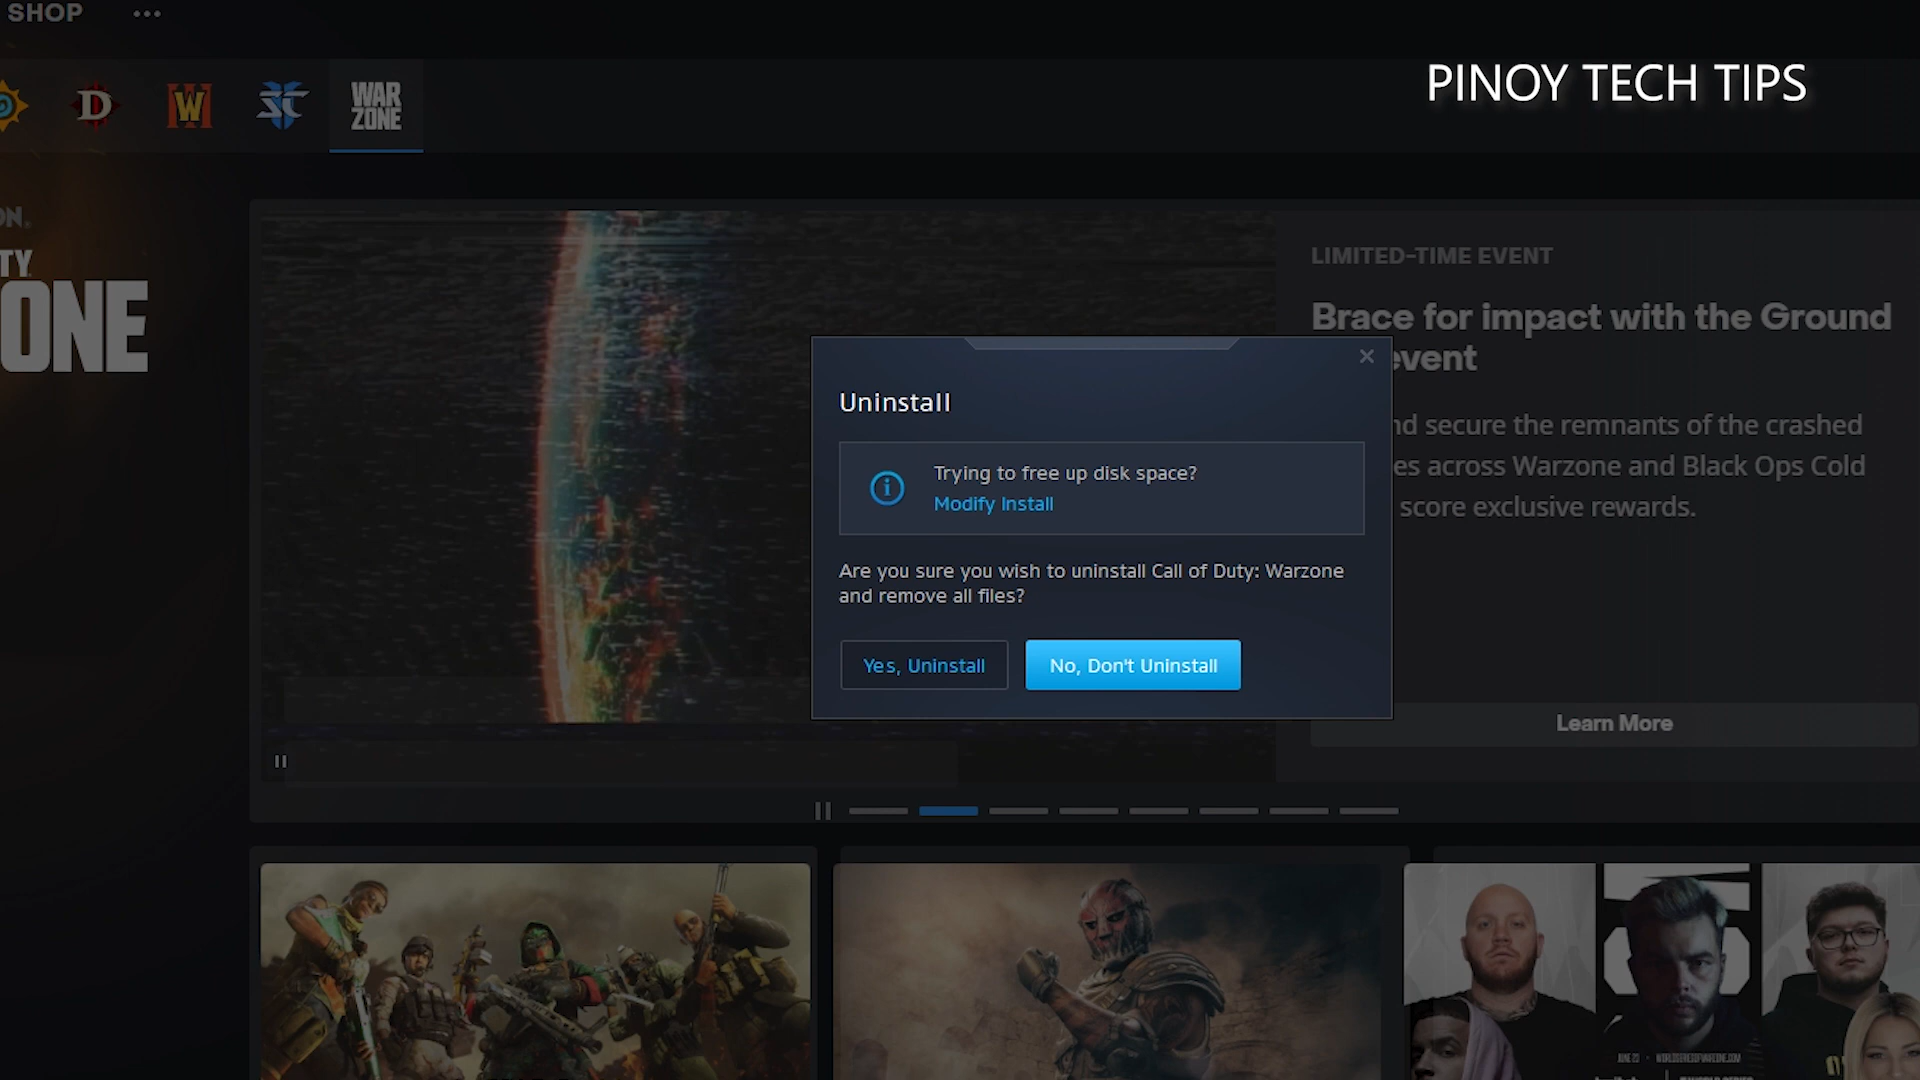 SHOP
PINOY TECH TIPS
D
W
WAR
ZONE
ON.
TY
ONE
LIMITED-TIME EVENT
Brace for impact with the Ground
event
nd secure the remnants of the crashed
es across Warzone and Black Ops Cold
score exclusive rewards.
Learn More
Uninstall
Trying to free up disk space?
Modify Install
Are you sure you wish to uninstall Call of Duty: Warzone
and remove all files?
Yes, Uninstall
No, Don't Uninstall